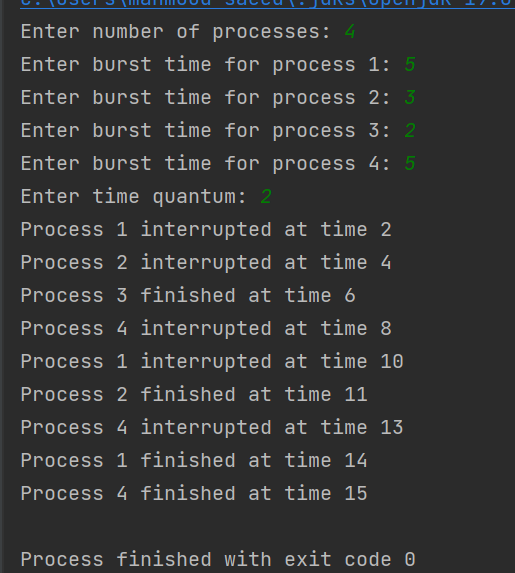 Enter number of processes: 4
Enter burst time for process 1: 5
Enter burst time for process 2: 3
Enter burst time for process 3: 2
Enter burst time for process 4: 5
Enter time quantum: 2
Process 1 interrupted at time 2
Process 2 interrupted at time 4
Process 3 finished at time 6
Process 4 interrupted at time 8
Process 1 interrupted at time 10
Process 2 finished at time 11
Process 4 interrupted at time 13
Process 1 finished at time 14
Process 4 finished at time 15
Process finished with exit code 0